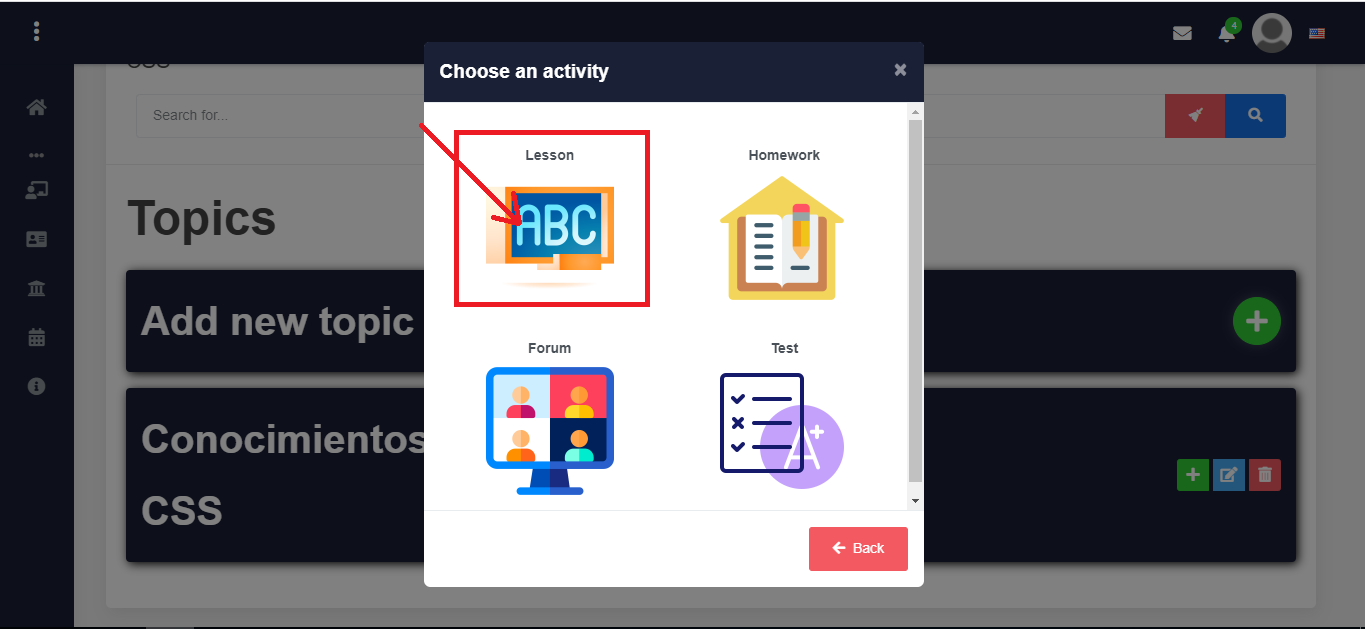 4
Choose an activity
×
css
Search for...
Lesson
Homework
ABC
Topics
Add new topic
Forum
Test
A+
Conocimientos
CSS
Back